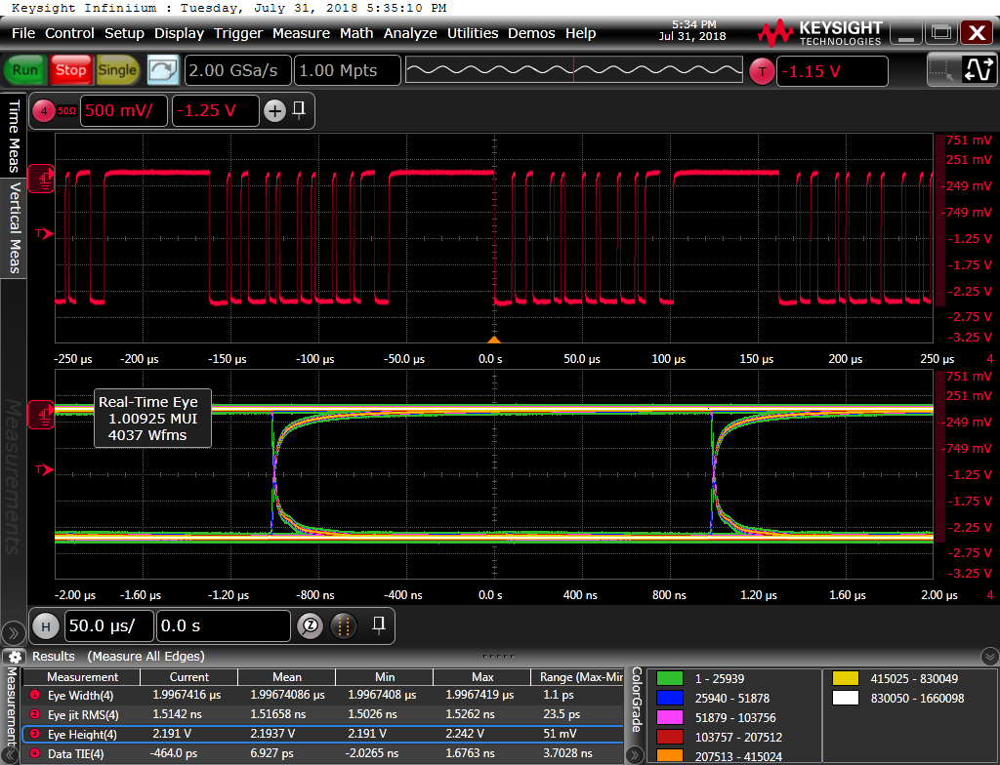 Keysight Infiniium : Tuesday, July 31, 2018 5:35:10 PM
File Control Setup Display Trigger Measure Math Analyze Utilities Demos Help
5:34 PM
Jul 31, 2018
KEYSIGHT
TECHNOLOGIES
Run Stop Single 2.00 GSa/s 1.00 Mpts T -1.15 V
4 50Ω 500 mV/ -1.25 V
Time Meas
Vertical Meas
Measurements
751 mV
251 mV
-249 mV
-749 mV
-1.25 V
-1.75 V
-2.25 V
-2.75 V
-3.25 V
4
T
-250 µs -200 µs -150 µs -100 µs -50.0 µs 0.0 s 50.0 µs 100 µs 150 µs 200 µs 250 µs 4
751 mV
251 mV
-249 mV
-749 mV
-1.25 V
-1.75 V
-2.25 V
-2.75 V
-3.25 V
Real-Time Eye
1.00925 MUI
4037 Wfms
4
T
-2.00 µs -1.60 µs -1.20 µs -800 ns -400 ns 0.0 s 400 ns 800 ns 1.20 µs 1.60 µs 2.00 µs 4
H 50.0 µs/ 0.0 s
Results (Measure All Edges)
Measurement
Measurement Current Mean Min Max Range (Max-Min
1 Eye Width(4) 1.9967416 µs 1.99674086 µs 1.9967408 µs 1.9967419 µs 1.1 ps
2 Eye jit RMS(4) 1.5142 ns 1.51658 ns 1.5026 ns 1.5262 ns 23.5 ps
3 Eye Height(4) 2.191 V 2.1937 V 2.191 V 2.242 V 51 mV
4 Data TIE(4) -464.0 ps 6.927 ps -2.0265 ns 1.6763 ns 3.7028 ns
ColorGrade
1 - 25939
25940 - 51878
51879 - 103756
103757 - 207512
207513 - 415024
415025 - 830049
830050 - 1660098